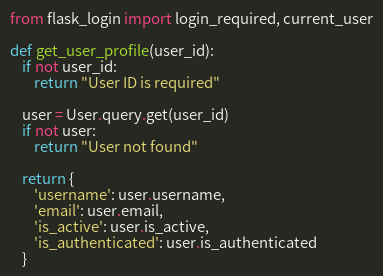 from flask_login import login_required, current_user

def get_user_profile(user_id):
    if not user_id:
        return "User ID is required"

    user = User.query.get(user_id)
    if not user:
        return "User not found"

    return {
        'username': user.username,
        'email': user.email,
        'is_active': user.is_active,
        'is_authenticated': user.is_authenticated
    }